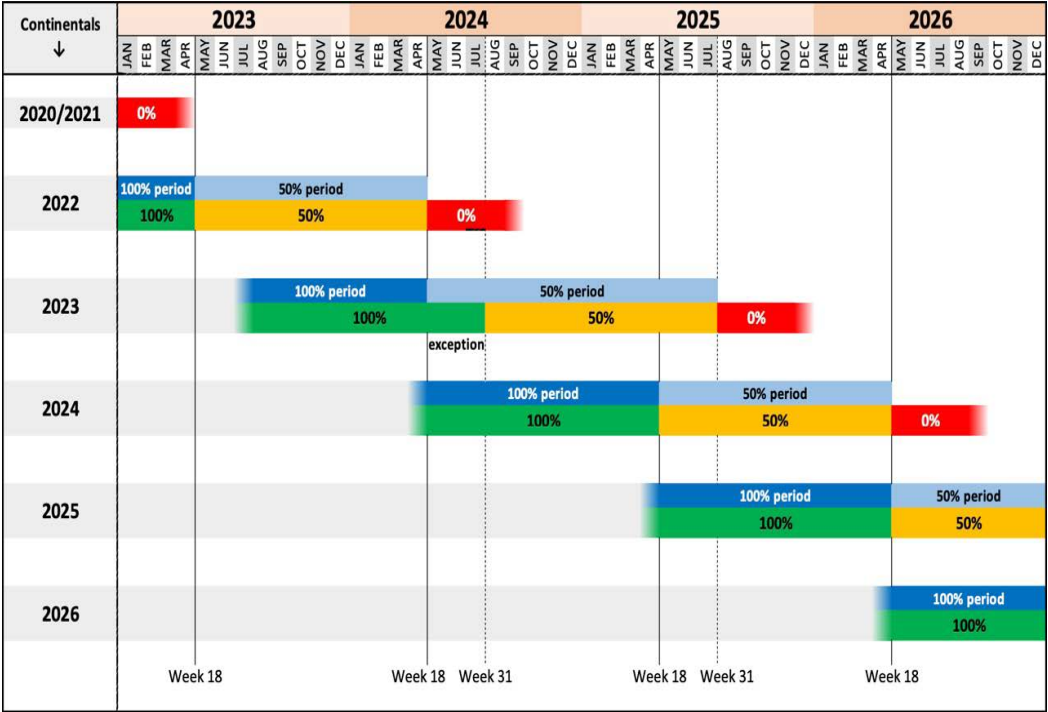 Continentals
↓
2023 2024 2025 2026
JAN FEB MAR APR MAY JUN JUL AUG SEP OCT NOV DEC JAN FEB MAR APR MAY JUN JUL AUG SEP OCT NOV DEC JAN FEB MAR APR MAY JUN JUL AUG SEP OCT NOV DEC JAN FEB MAR APR MAY JUN JUL AUG SEP OCT NOV DEC
2020/2021 0%
100% period 50% period
2022
100% 50% 0%
100% period 50% period
2023
100% 50% 0%
exception
100% period 50% period
2024
100% 50% 0%
100% period 50% period
2025
100% 50%
100% period
2026
100%
Week 18 Week 18 Week 31 Week 18 Week 31 Week 18